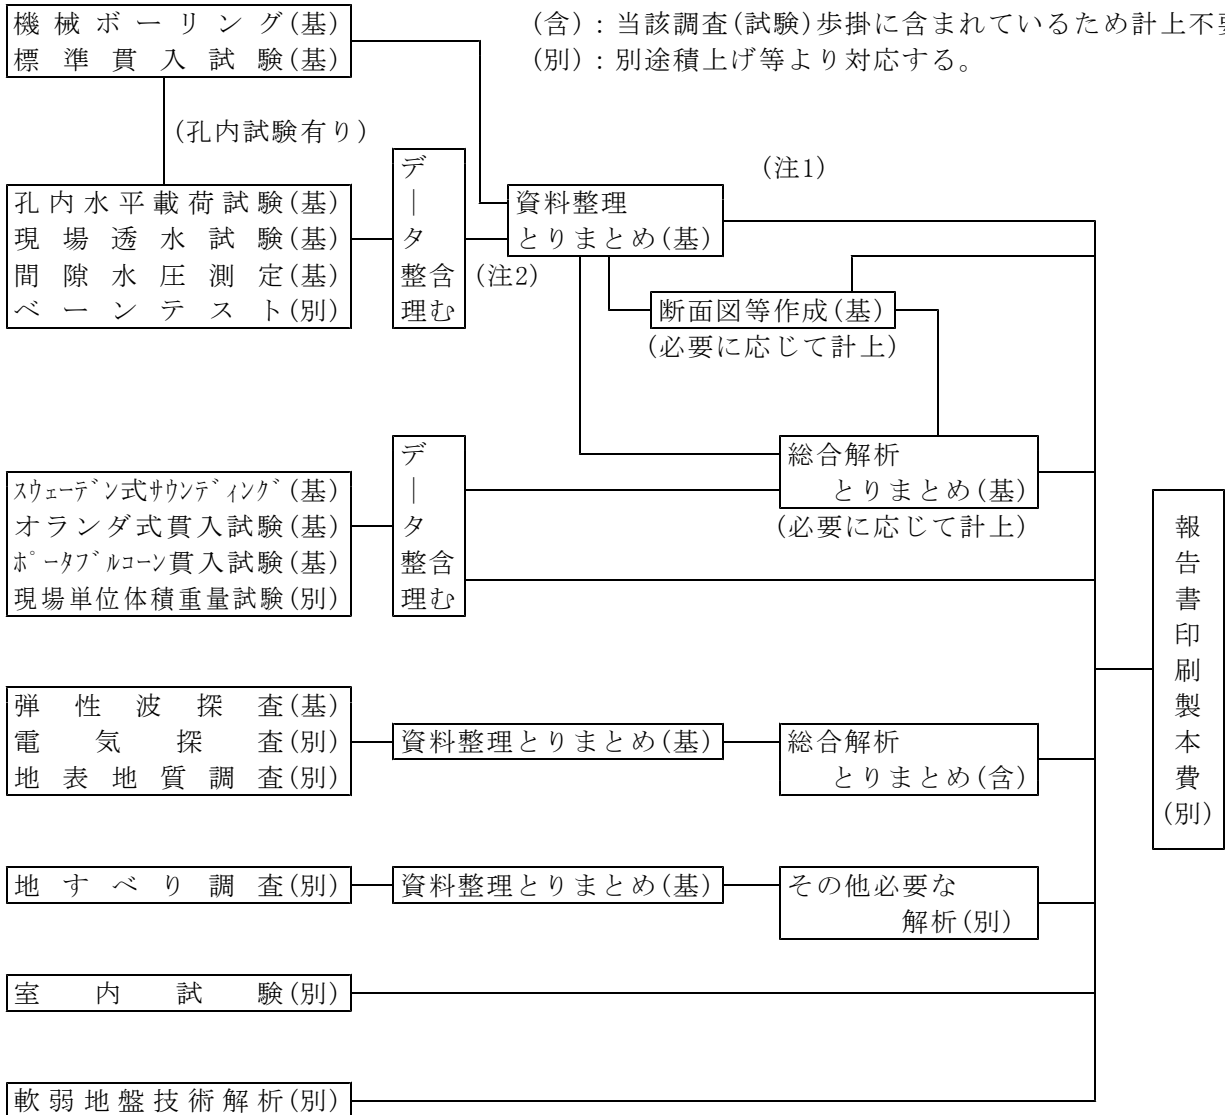 機械ボーリング(基)
標準貫入試験(基)
(含)：当該調査(試験)歩掛に含まれているため計上不要
(別)：別途積上げ等より対応する。
(孔内試験有り)
孔内水平載荷試験(基)
現場透水試験(基)
間隙水圧測定(基)
ベーンテスト(別)
データ整理
含む
(注2)
資料整理
とりまとめ(基)
(注1)
断面図等作成(基)
(必要に応じて計上)
スウェーデン式サウンディング(基)
オランダ式貫入試験(基)
ポータブルコーン貫入試験(基)
現場単位体積重量試験(別)
データ整理
含む
総合解析
とりまとめ(基)
(必要に応じて計上)
弾性波探査(基)
電気探査(別)
地表地質調査(別)
資料整理とりまとめ(基)
総合解析
とりまとめ(含)
地すべり調査(別)
資料整理とりまとめ(基)
その他必要な
解析(別)
室内試験(別)
軟弱地盤技術解析(別)
報告書印刷製本費(別)